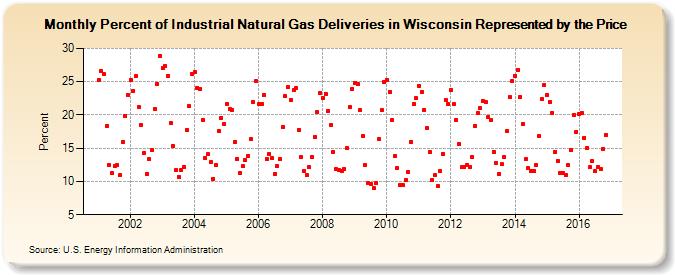 Monthly Percent of Industrial Natural Gas Deliveries in Wisconsin Represented by the Price
Percent
30
25
20
15
10
5
2002 2004 2006 2008 2010 2012 2014 2016
Source: U.S. Energy Information Administration